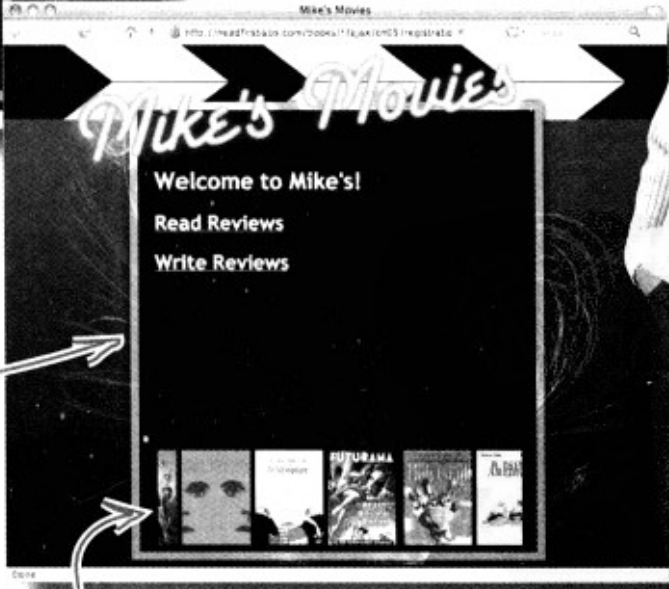 Mike's Movies
Mike's Movies
Welcome to Mike's!
Read Reviews
Write Reviews
FUTURAMA
Done